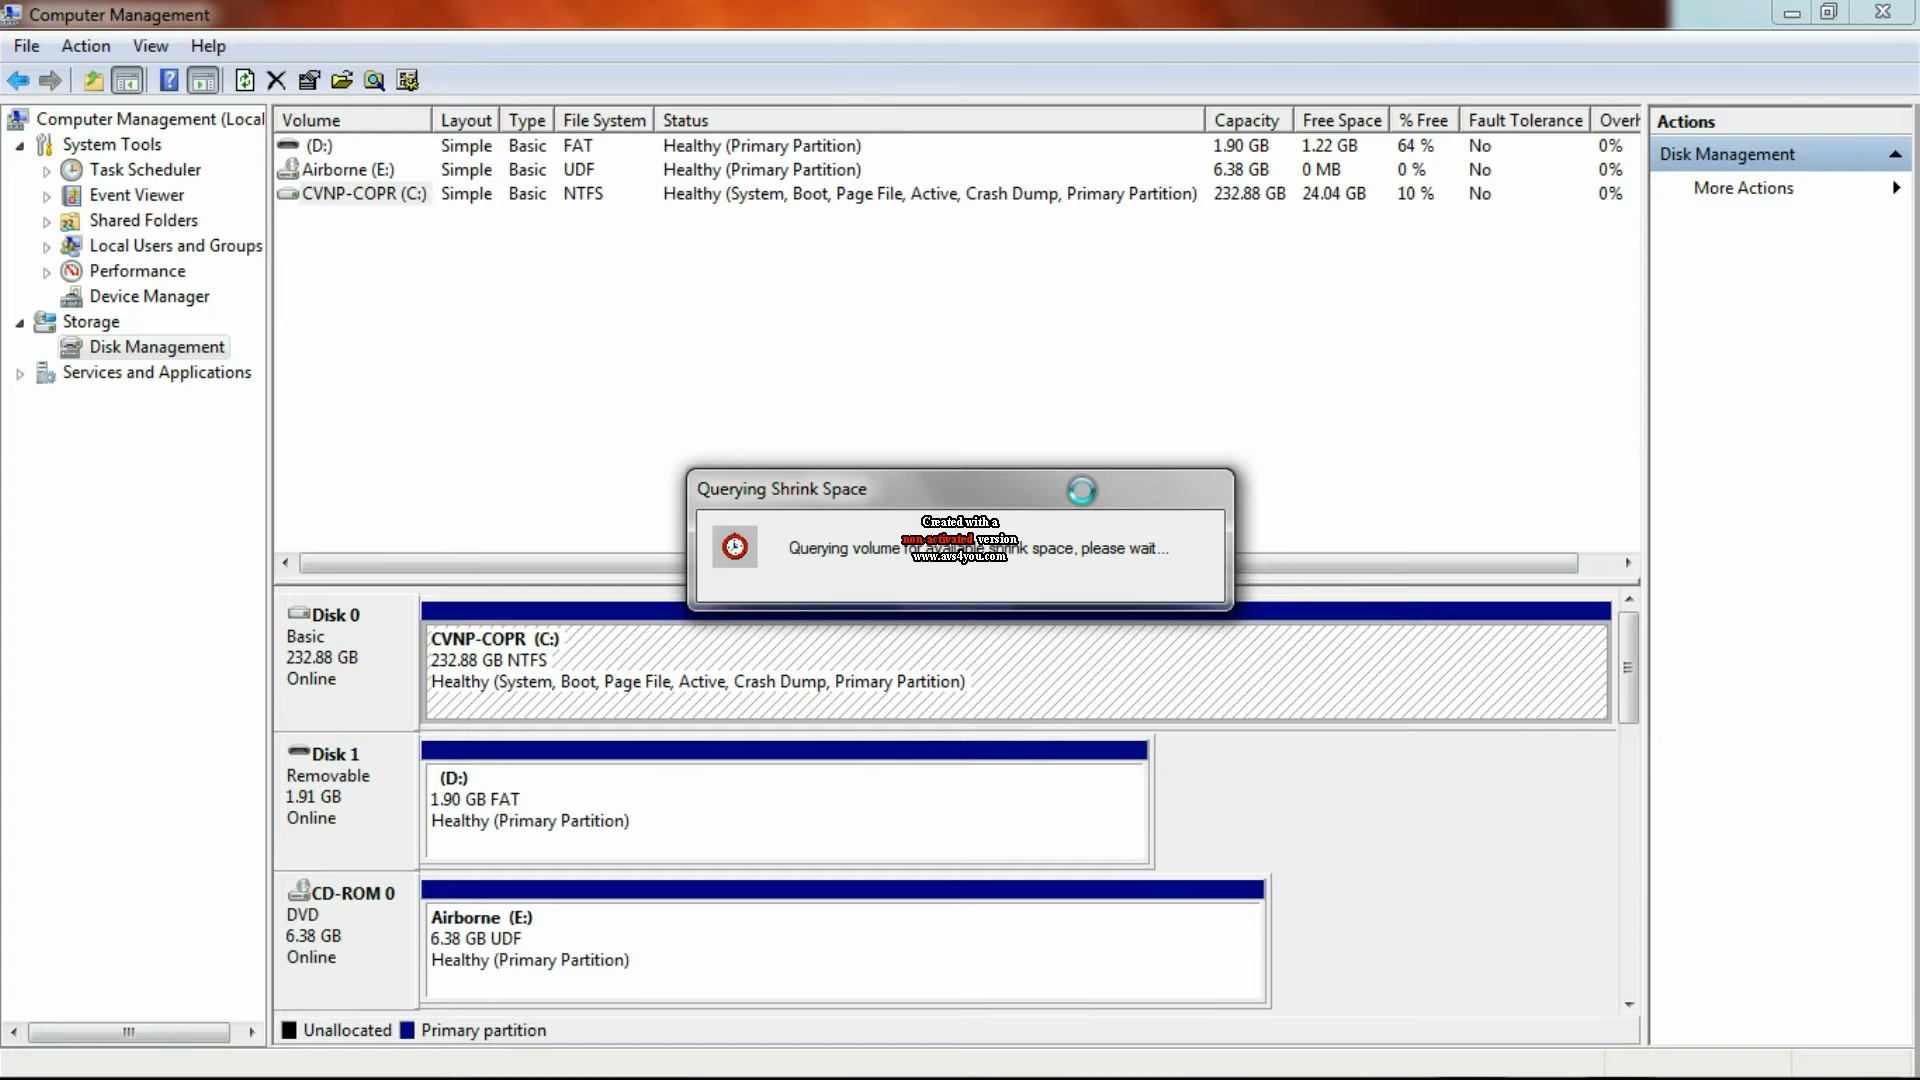 Computer Management
File Action View Help
Computer Management (Local
System Tools
Task Scheduler
Event Viewer
Shared Folders
Local Users and Groups
Performance
Device Manager
Storage
Disk Management
Services and Applications
Volume Layout Type File System Status Capacity Free Space % Free Fault Tolerance Overh
(D:) Simple Basic FAT Healthy (Primary Partition) 1.90 GB 1.22 GB 64 % No 0%
Airborne (E:) Simple Basic UDF Healthy (Primary Partition) 6.38 GB 0 MB 0 % No 0%
CVNP-COPR (C:) Simple Basic NTFS Healthy (System, Boot, Page File, Active, Crash Dump, Primary Partition) 232.88 GB 24.04 GB 10 % No 0%
Actions
Disk Management
More Actions
Querying Shrink Space
Querying volume for available shrink space, please wait...
Created with a
non-activated version
www.avs4you.com
Disk 0
Basic
232.88 GB
Online
CVNP-COPR (C:)
232.88 GB NTFS
Healthy (System, Boot, Page File, Active, Crash Dump, Primary Partition)
Disk 1
Removable
1.91 GB
Online
(D:)
1.90 GB FAT
Healthy (Primary Partition)
CD-ROM 0
DVD
6.38 GB
Online
Airborne (E:)
6.38 GB UDF
Healthy (Primary Partition)
Unallocated Primary partition